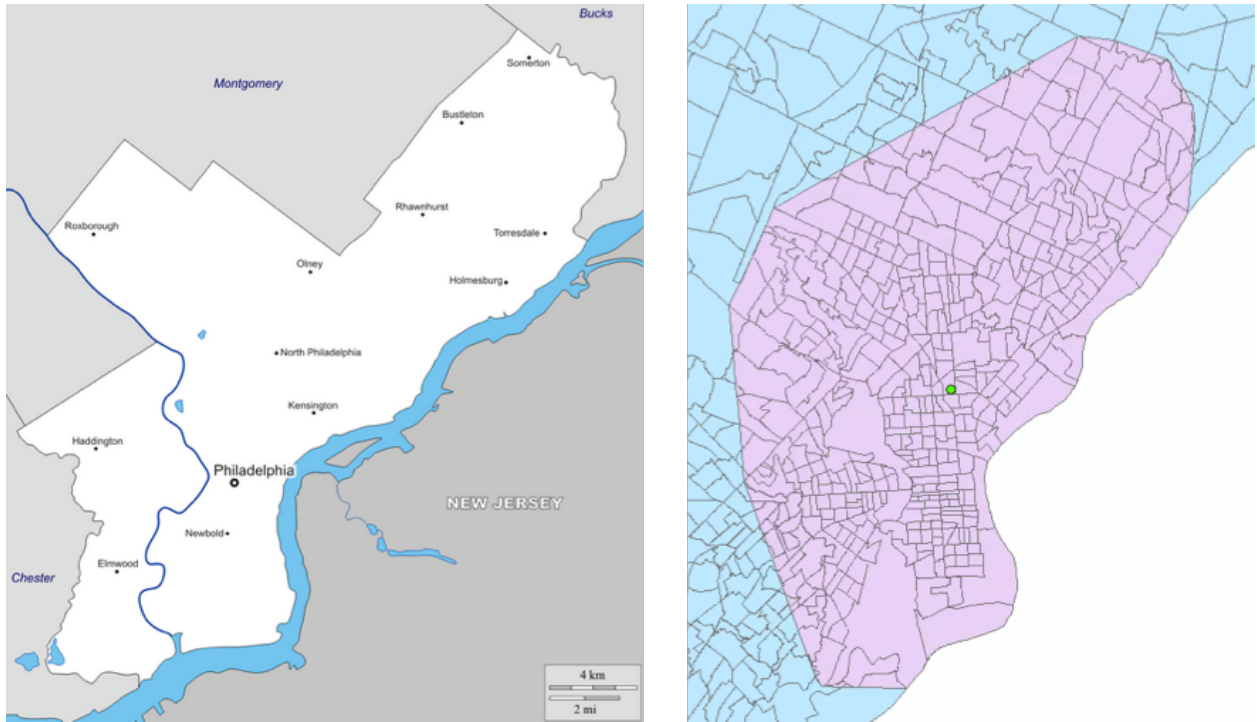 Bucks
Somerton
Montgomery
Bustleton
Rhawnhurst
Roxborough
Torresdale
Olney
Holmesburg
North Philadelphia
Kensington
Haddington
Philadelphia
NEW JERSEY
Newbold
Elmwood
Chester
4 km
2 mi